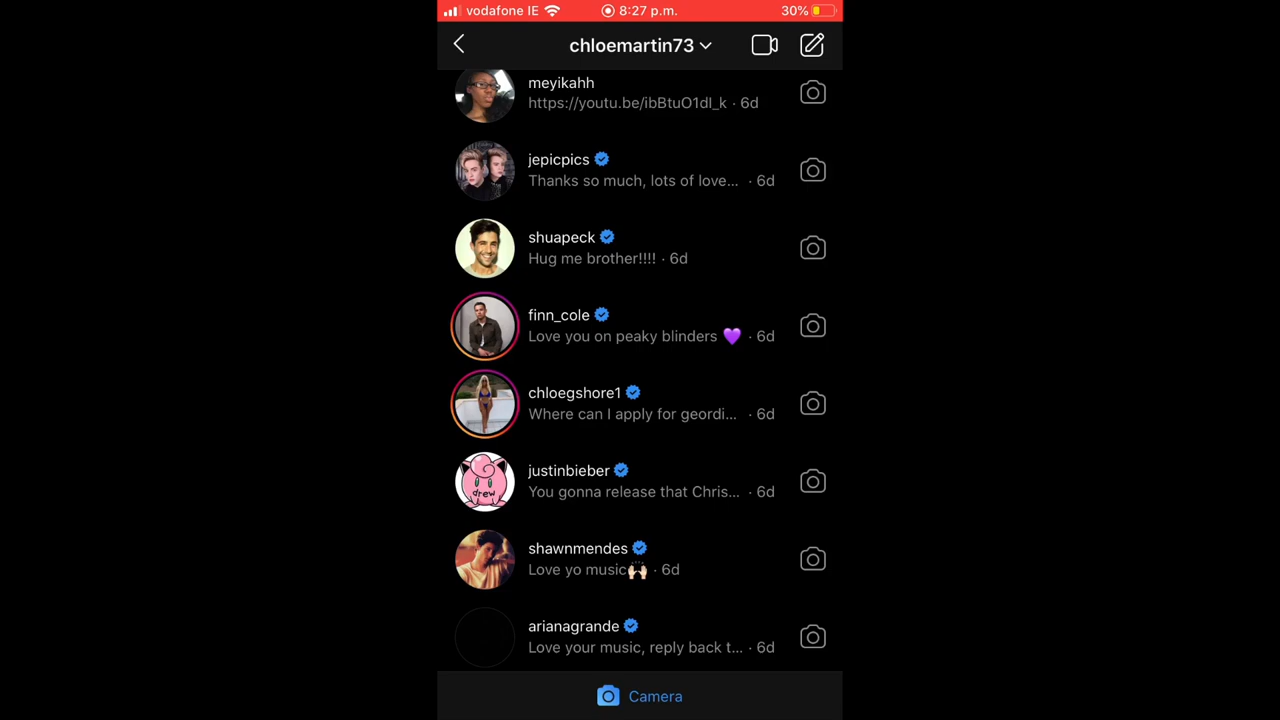 vodafone IE 8:27 p.m. 30%
chloemartin73
meyikahh
https://youtu.be/ibBtuO1dI_k · 6d
jepicpics
Thanks so much, lots of love... · 6d
shuapeck
Hug me brother!!!! · 6d
finn_cole
Love you on peaky blinders 💜 · 6d
chloegshore1
Where can I apply for geordi... · 6d
justinbieber
You gonna release that Chris... · 6d
drew
shawnmendes
Love yo music🙌🏻 · 6d
arianagrande
Love your music, reply back t... · 6d
Camera